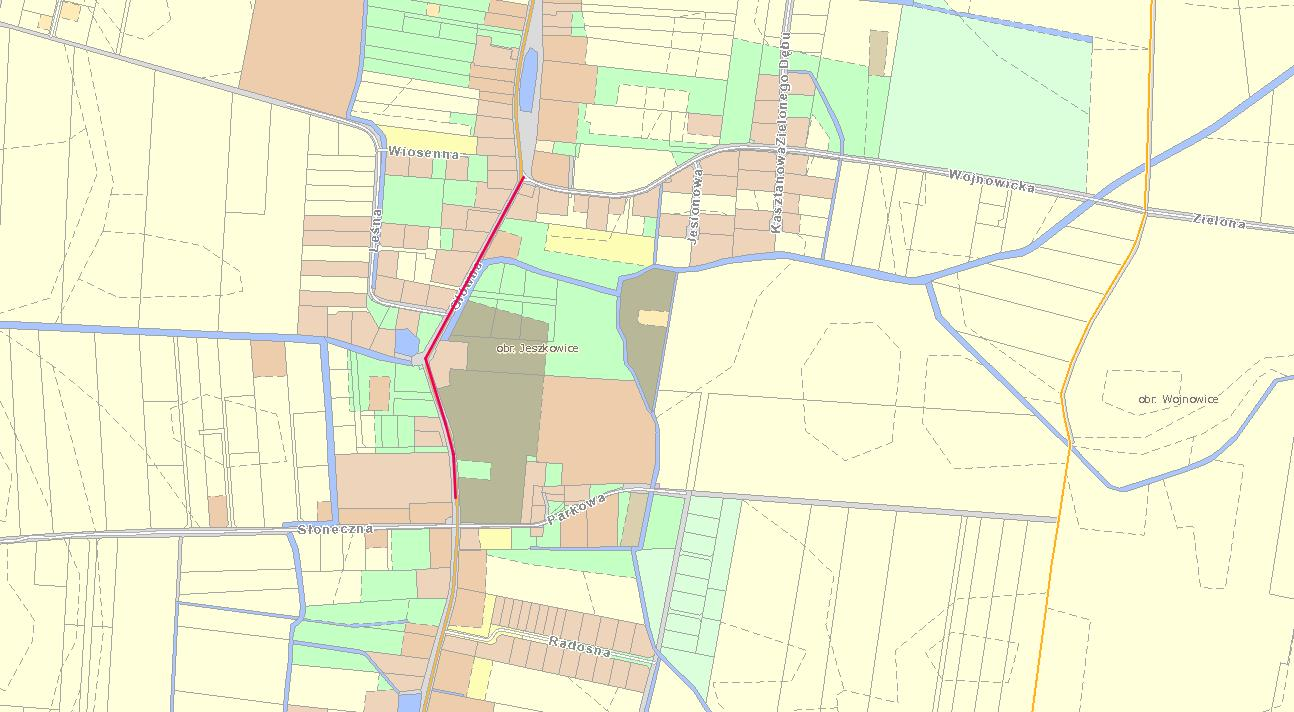 Kasztanowa Zielonego Dębu
Wiosenna
Wojnowicka
Jesionowa
Leśna
Zielona
Główna
obr. Jeszkowice
obr. Wojnowice
Parkowa
Słoneczna
Radosna